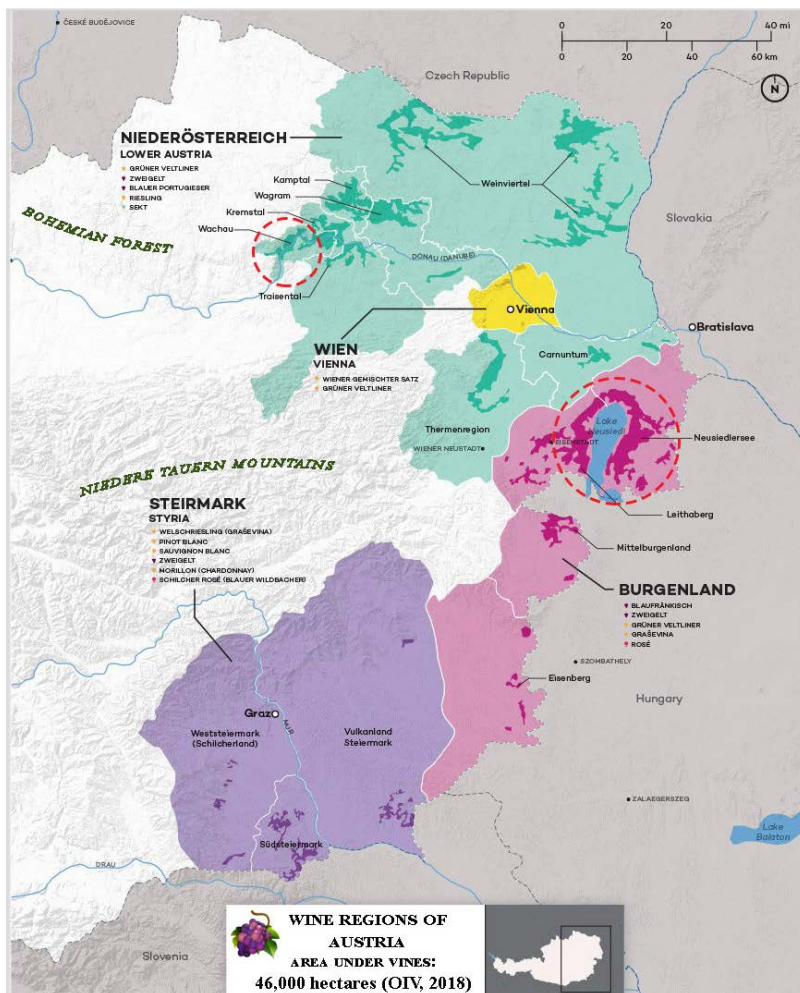 ČESKÉ BUDĚJOVICE
0 20 40 mi
0 20 40 60 km
N
Czech Republic
NIEDERÖSTERREICH
LOWER AUSTRIA
GRÜNER VELTLINER
ZWEIGELT
BLAUER PORTUGIESER
RIESLING
SEKT
Kamptal
Wagram
Kremstal
Wachau
Weinviertel
Slovakia
BOHEMIAN FOREST
DONAU (DANUBE)
Traisental
Vienna
Bratislava
WIEN
VIENNA
WIENER GEMISCHTER SATZ
GRÜNER VELTLINER
Carnuntum
Thermenregion
WIENER NEUSTADT
EISENSTADT
Lake
Neusiedl
Neusiedlersee
Leithaberg
NIEDERE TAUERN MOUNTAINS
STEIRMARK
STYRIA
WELSCHRIESLING (GRAŠEVINA)
PINOT BLANC
SAUVIGNON BLANC
ZWEIGELT
MORILLON (CHARDONNAY)
SCHILCHER ROSÉ (BLAUER WILDBACHER)
Mittelburgenland
BURGENLAND
BLAUFRÄNKISCH
ZWEIGELT
GRÜNER VELTLINER
GRAŠEVINA
ROSÉ
SZOMBATHELY
Eisenberg
Hungary
Graz
MUR
Weststeiermark
(Schilcherland)
Vulkanland
Steiermark
ZALAEGERSZEG
Lake
Balaton
Südsteiermark
DRAU
Slovenia
WINE REGIONS OF
AUSTRIA
AREA UNDER VINES:
46,000 hectares (OIV, 2018)